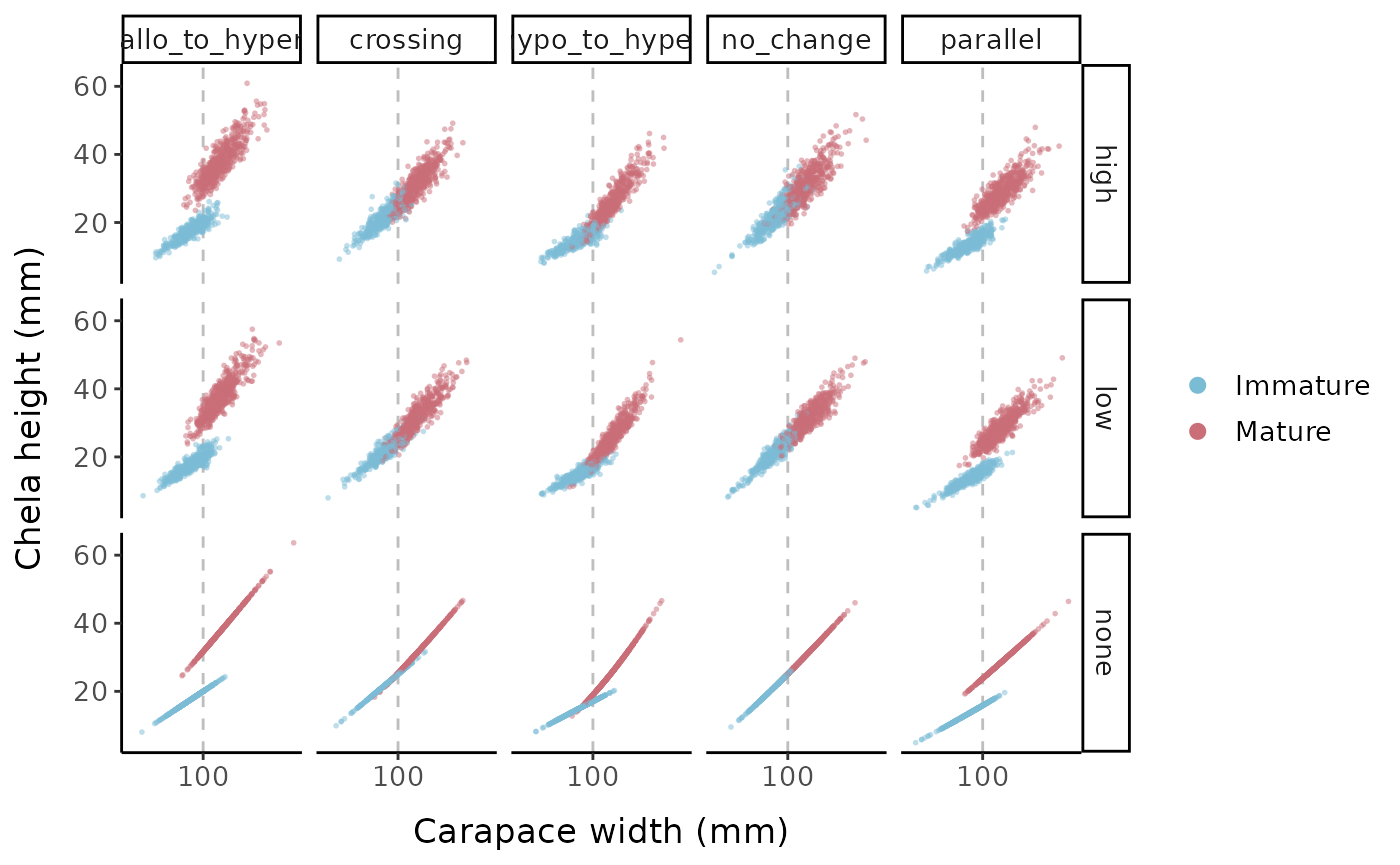 allo_to_hyper crossing ypo_to_hype no_change parallel
60
40
20
high
60
40
20
low
60
40
20
none
100 100 100 100 100
Carapace width (mm)
Chela height (mm)
Immature
Mature